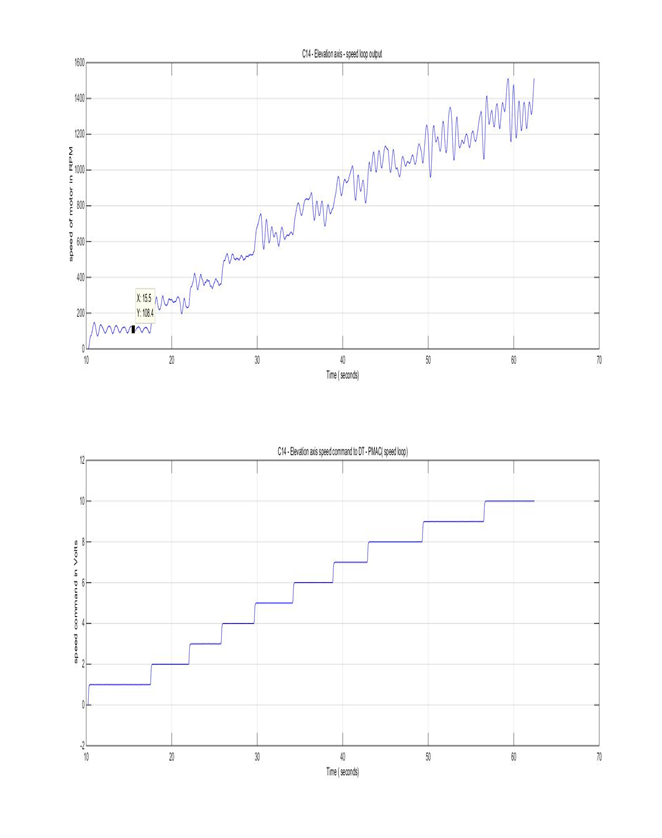 C14 - Elevation axis - speed loop output
speed of motor in RPM
1600
1400
1200
1000
800
600
400
200
0
X: 15.5
Y: 108.4
10 20 30 40 50 60 70
Time ( seconds)
C14 - Elevation axis speed command to DT - PMAC( speed loop)
speed command in Volts
12
10
8
6
4
2
0
-2
10 20 30 40 50 60 70
Time ( seconds)